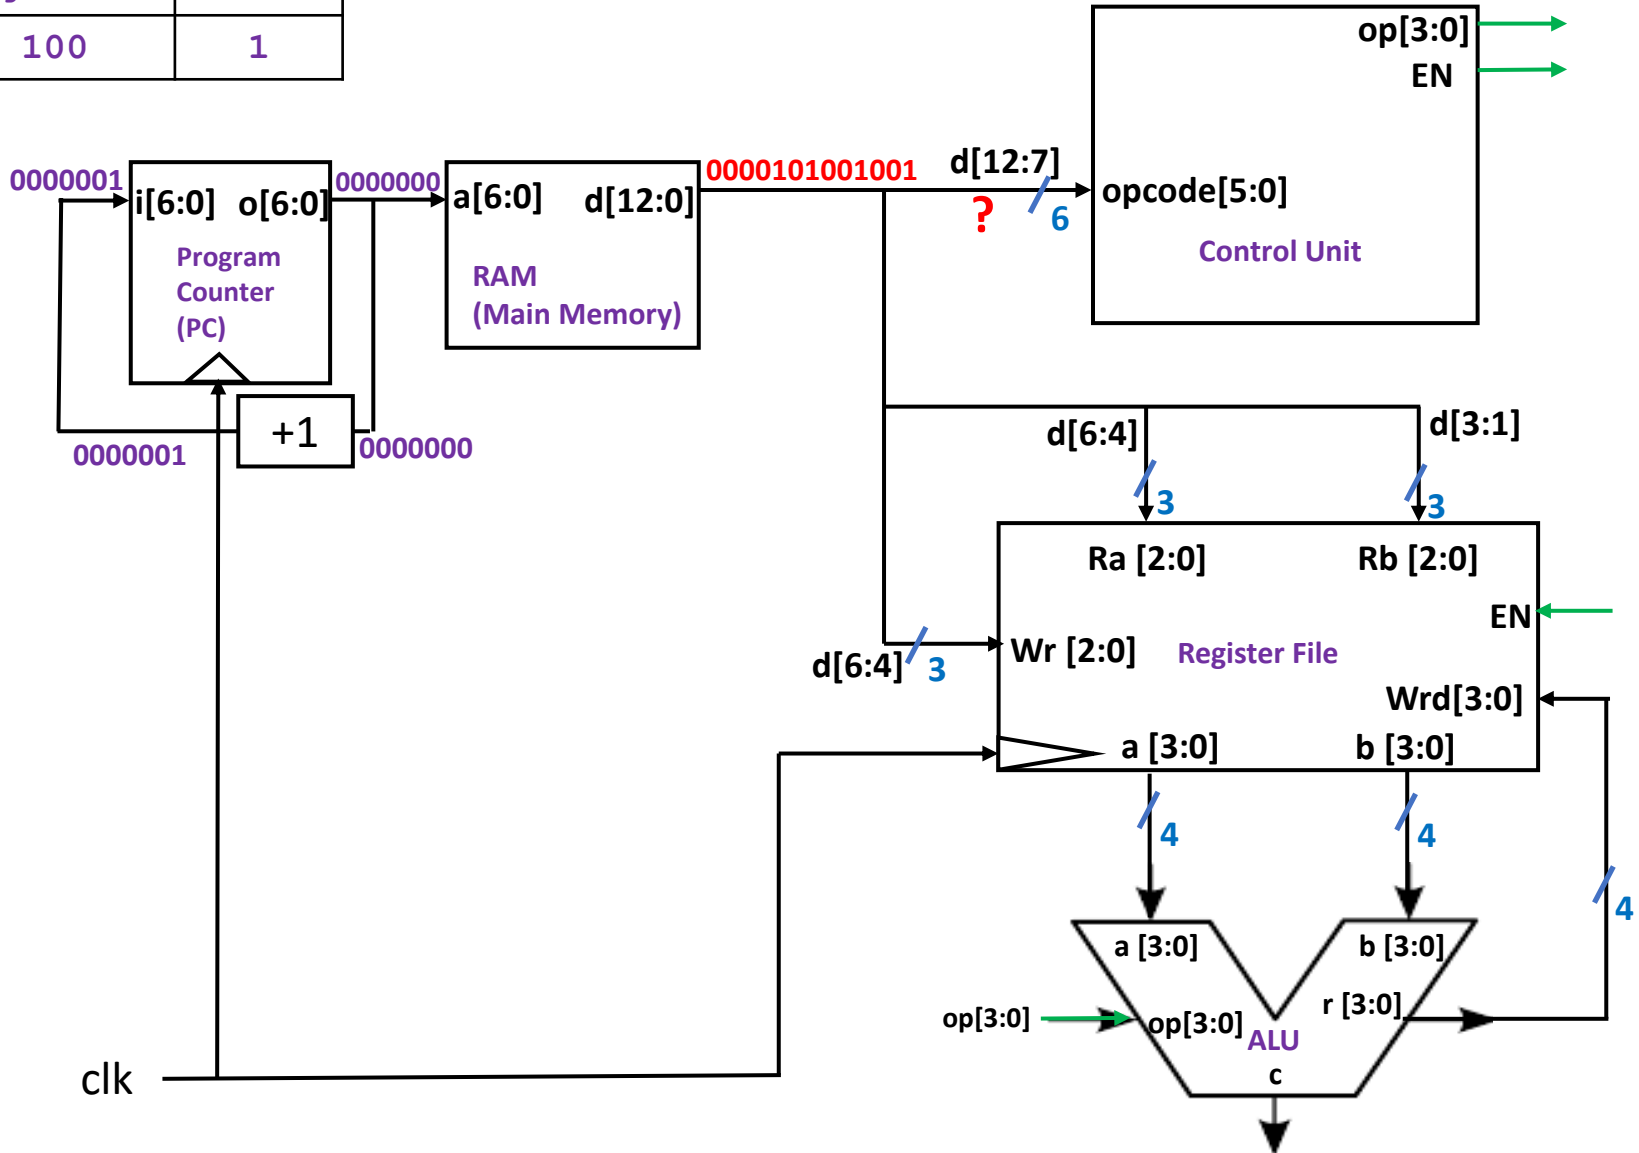 100 1
op[3:0]
EN
0000001
i[6:0] o[6:0]
Program
Counter
(PC)
0000000
a[6:0] d[12:0]
RAM
(Main Memory)
0000101001001
d[12:7]
?
6
opcode[5:0]
Control Unit
+1
0000001
0000000
d[6:4]
3
d[3:1]
3
Ra [2:0] Rb [2:0]
EN
d[6:4]
3
Wr [2:0]
Register File
Wrd[3:0]
a [3:0] b [3:0]
4
4
4
a [3:0] b [3:0]
op[3:0]
op[3:0]
r [3:0]
ALU
c
clk